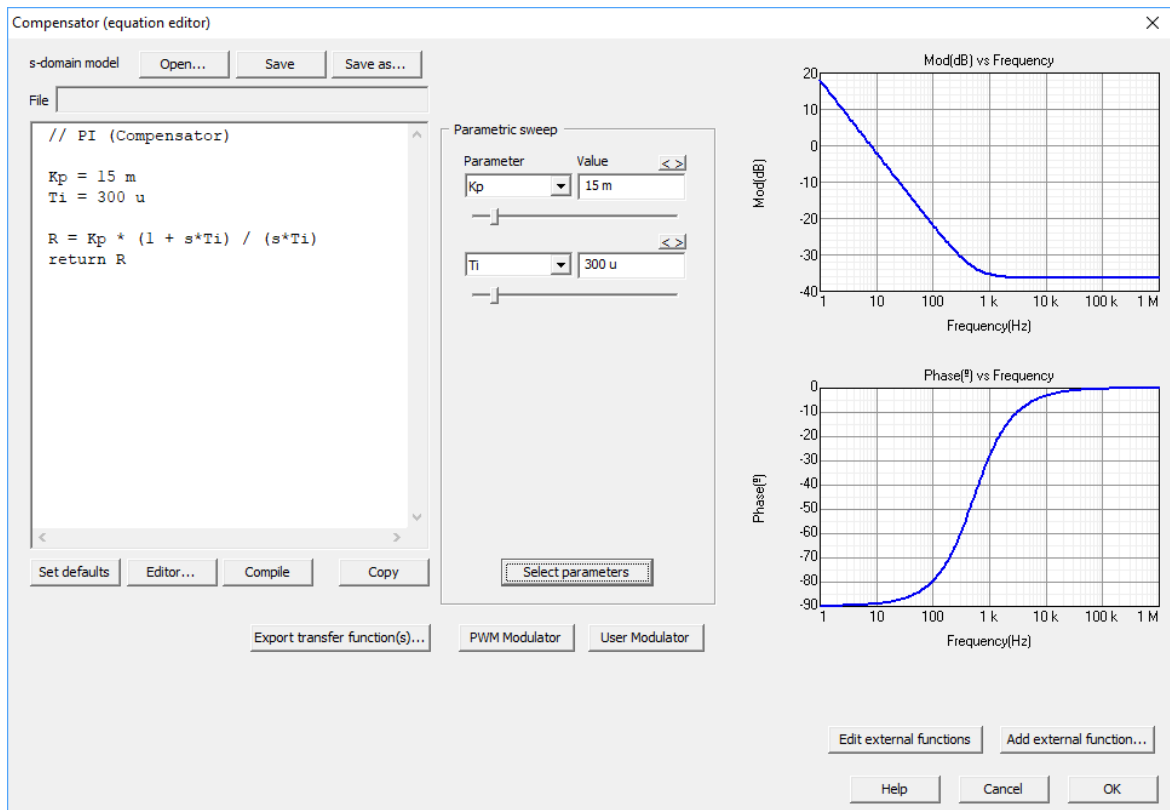 Compensator (equation editor)
s-domain model
Open...
Save
Save as...
File
// PI (Compensator)
Kp = 15 m
Ti = 300 u
R = Kp * (1 + s*Ti) / (s*Ti)
return R
Set defaults
Editor...
Compile
Copy
Export transfer function(s)...
Parametric sweep
Parameter
Value
< >
Kp
15 m
< >
Ti
300 u
Select parameters
PWM Modulator
User Modulator
Mod(dB) vs Frequency
Mod(dB)
20
10
0
-10
-20
-30
-40
1 10 100 1 k 10 k 100 k 1 M
Frequency(Hz)
Phase(º) vs Frequency
Phase(º)
0
-10
-20
-30
-40
-50
-60
-70
-80
-90
1 10 100 1 k 10 k 100 k 1 M
Frequency(Hz)
Edit external functions
Add external function...
Help
Cancel
OK